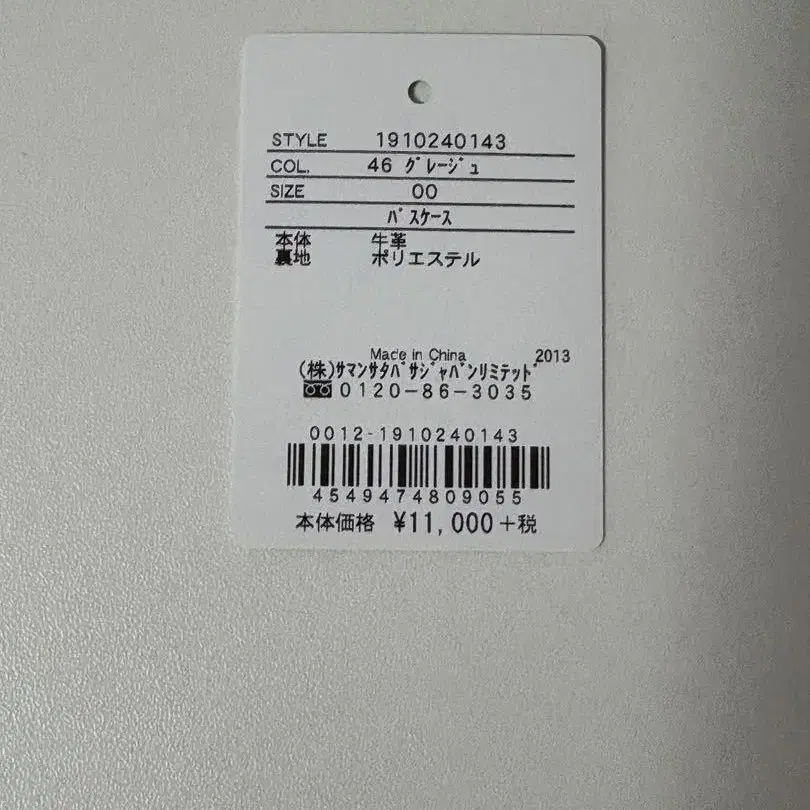 STYLE 1910240143
COL. 46 ｸﾞﾚｰｼﾞｭ
SIZE 00
ﾊﾟｽｹｰｽ
本体 牛革
裏地 ポリエステル
Made in China 2013
(株)ｻﾏﾝｻﾀﾊﾞｻｼﾞｬﾊﾟﾝﾘﾐﾃｯﾄﾞ
0120-86-3035
0012-1910240143
4549474809055
本体価格 ¥11,000+税